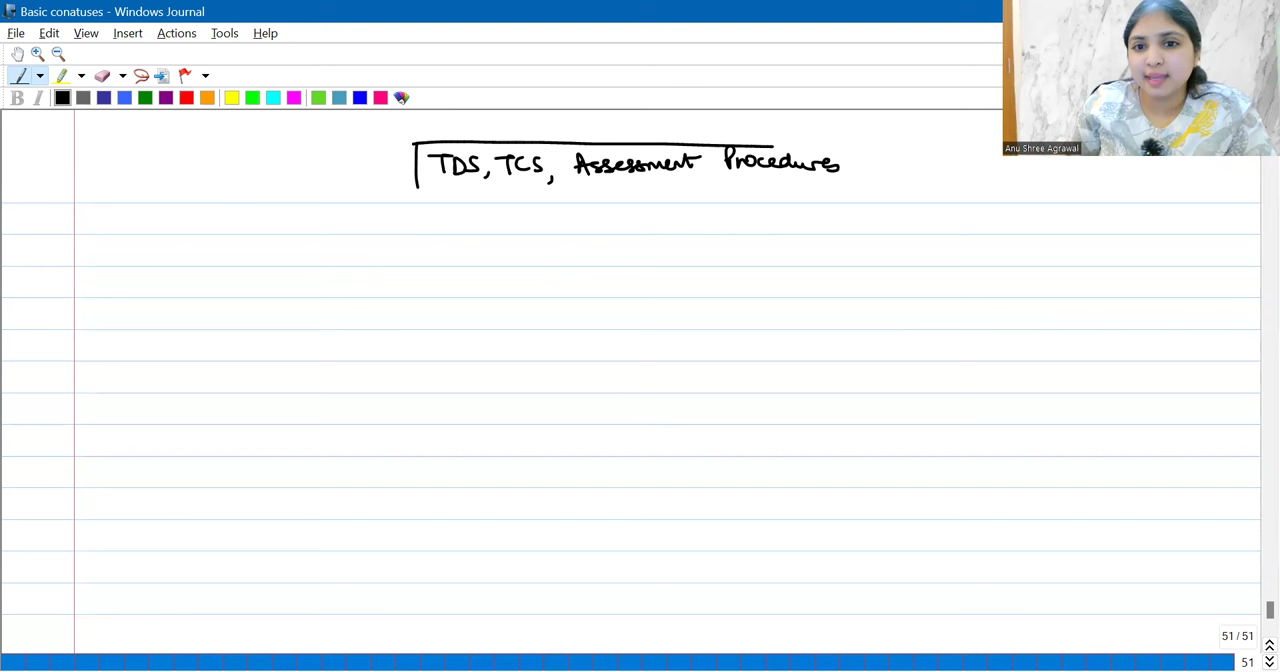 Basic conatuses - Windows Journal
File Edit View Insert Actions Tools Help
B I
TDS, TCS, Assessment Procedures
Anu Shree Agrawal
51 / 51
51